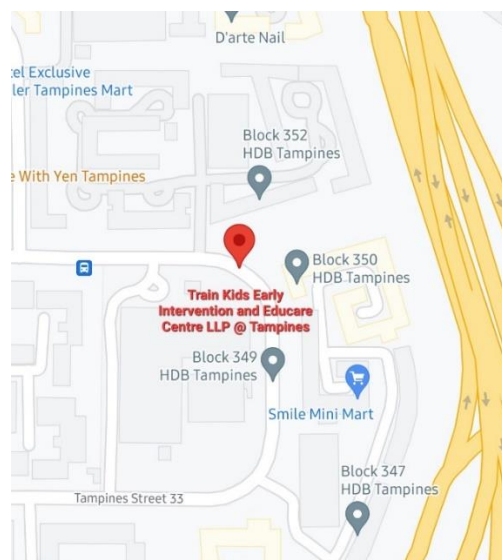 D'arte Nail
tel Exclusive
ler Tampines Mart
Block 352
HDB Tampines
e With Yen Tampines
Block 350
HDB Tampines
Train Kids Early
Intervention and Educare
Centre LLP @ Tampines
Block 349
HDB Tampines
Smile Mini Mart
Block 347
HDB Tampines
Tampines Street 33